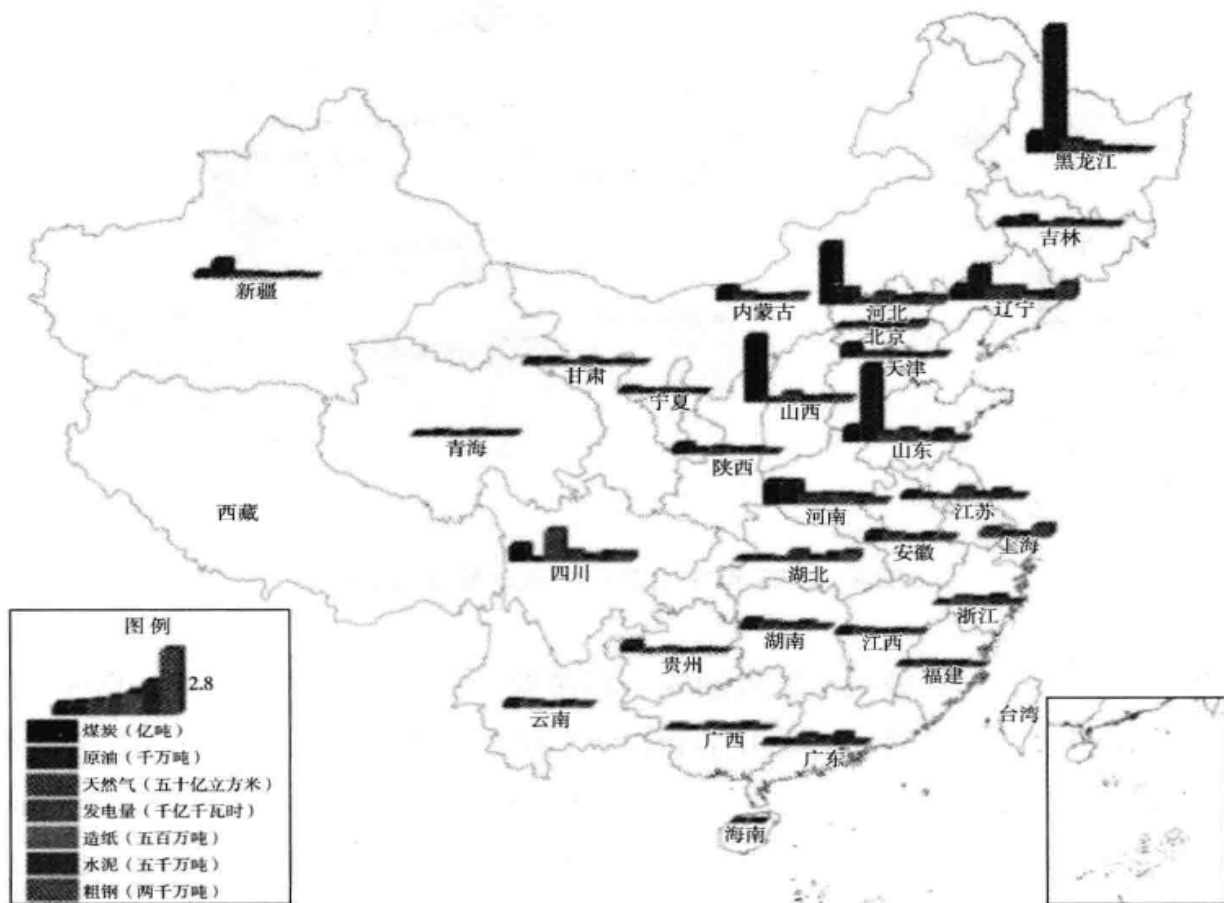 黑龙江
吉林
新疆
内蒙古
河北
辽宁
北京
天津
甘肃
宁夏
山西
青海
陕西
山东
西藏
河南
江苏
四川
湖北
安徽
上海
浙江
湖南
江西
贵州
福建
云南
台湾
广西
广东
海南
图例
2.8
煤炭(亿吨)
原油(千万吨)
天然气(五十亿立方米)
发电量(千亿千瓦时)
造纸(五百万吨)
水泥(五千万吨)
粗钢(两千万吨)